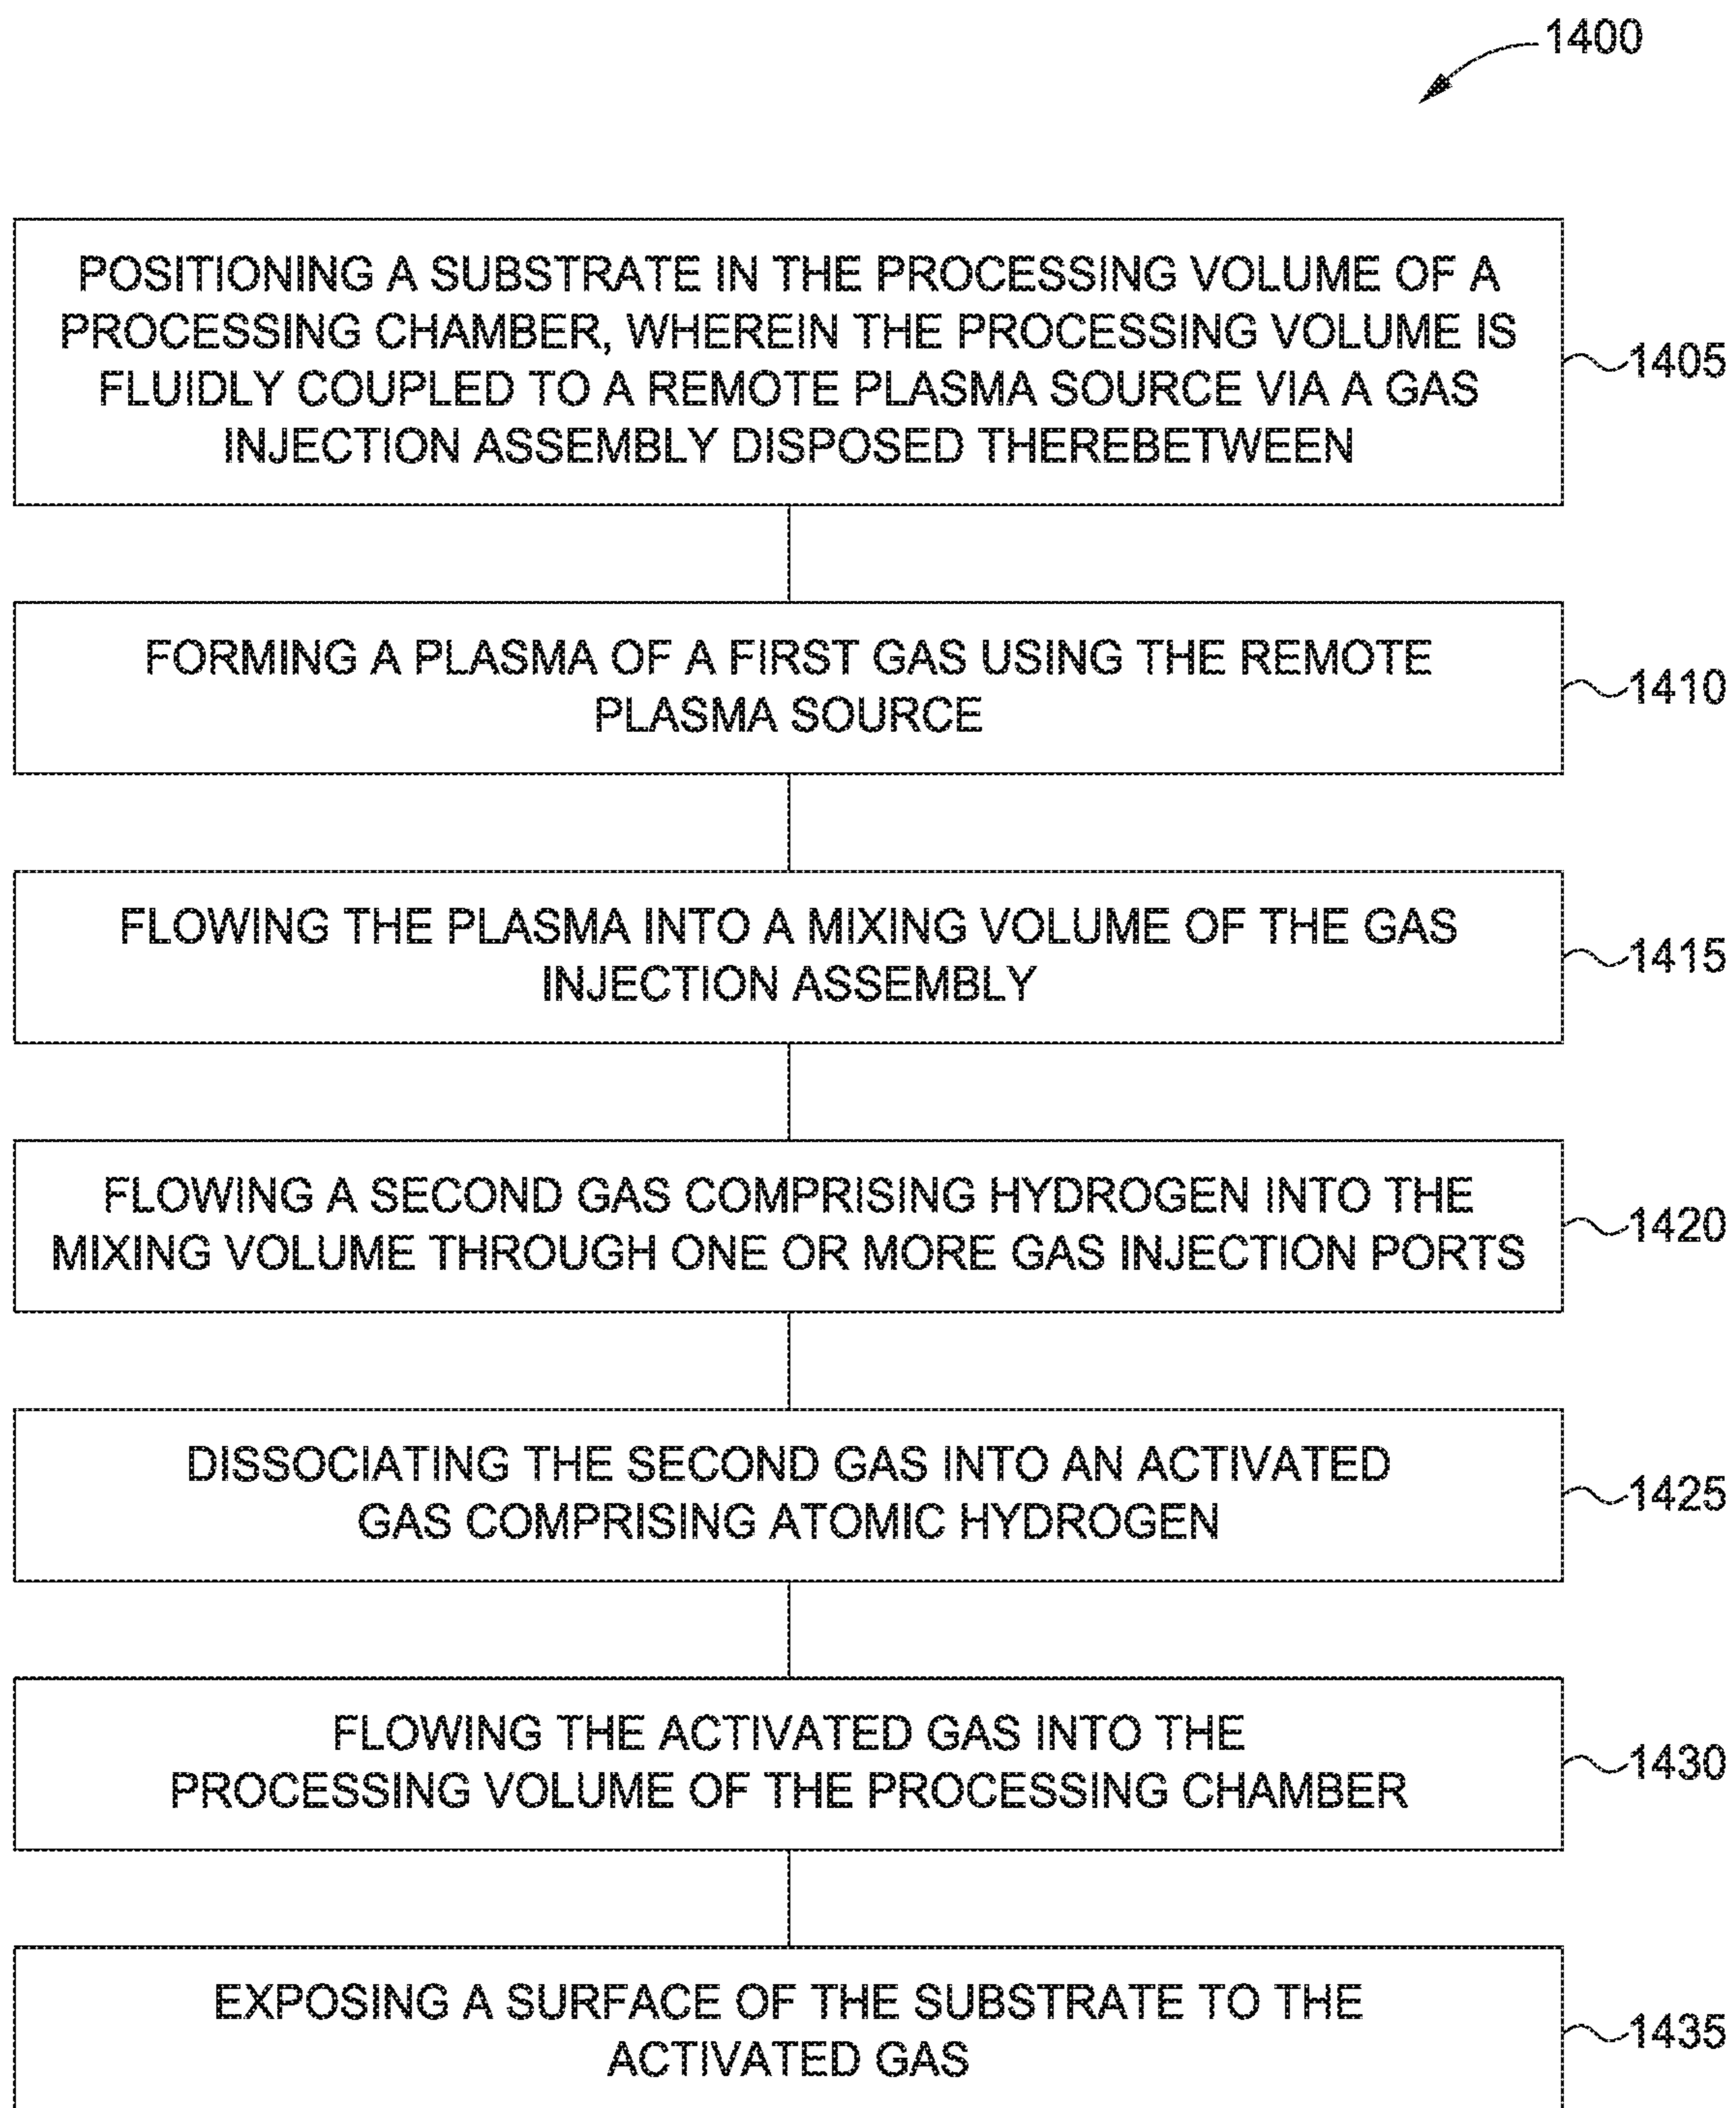 1400
POSITIONING A SUBSTRATE IN THE PROCESSING VOLUME OF A
PROCESSING CHAMBER, WHEREIN THE PROCESSING VOLUME IS
FLUIDLY COUPLED TO A REMOTE PLASMA SOURCE VIA A GAS
INJECTION ASSEMBLY DISPOSED THEREBETWEEN
1405
FORMING A PLASMA OF A FIRST GAS USING THE REMOTE
PLASMA SOURCE
1410
FLOWING THE PLASMA INTO A MIXING VOLUME OF THE GAS
INJECTION ASSEMBLY
1415
FLOWING A SECOND GAS COMPRISING HYDROGEN INTO THE
MIXING VOLUME THROUGH ONE OR MORE GAS INJECTION PORTS
1420
DISSOCIATING THE SECOND GAS INTO AN ACTIVATED
GAS COMPRISING ATOMIC HYDROGEN
1425
FLOWING THE ACTIVATED GAS INTO THE
PROCESSING VOLUME OF THE PROCESSING CHAMBER
1430
EXPOSING A SURFACE OF THE SUBSTRATE TO THE
ACTIVATED GAS
1435